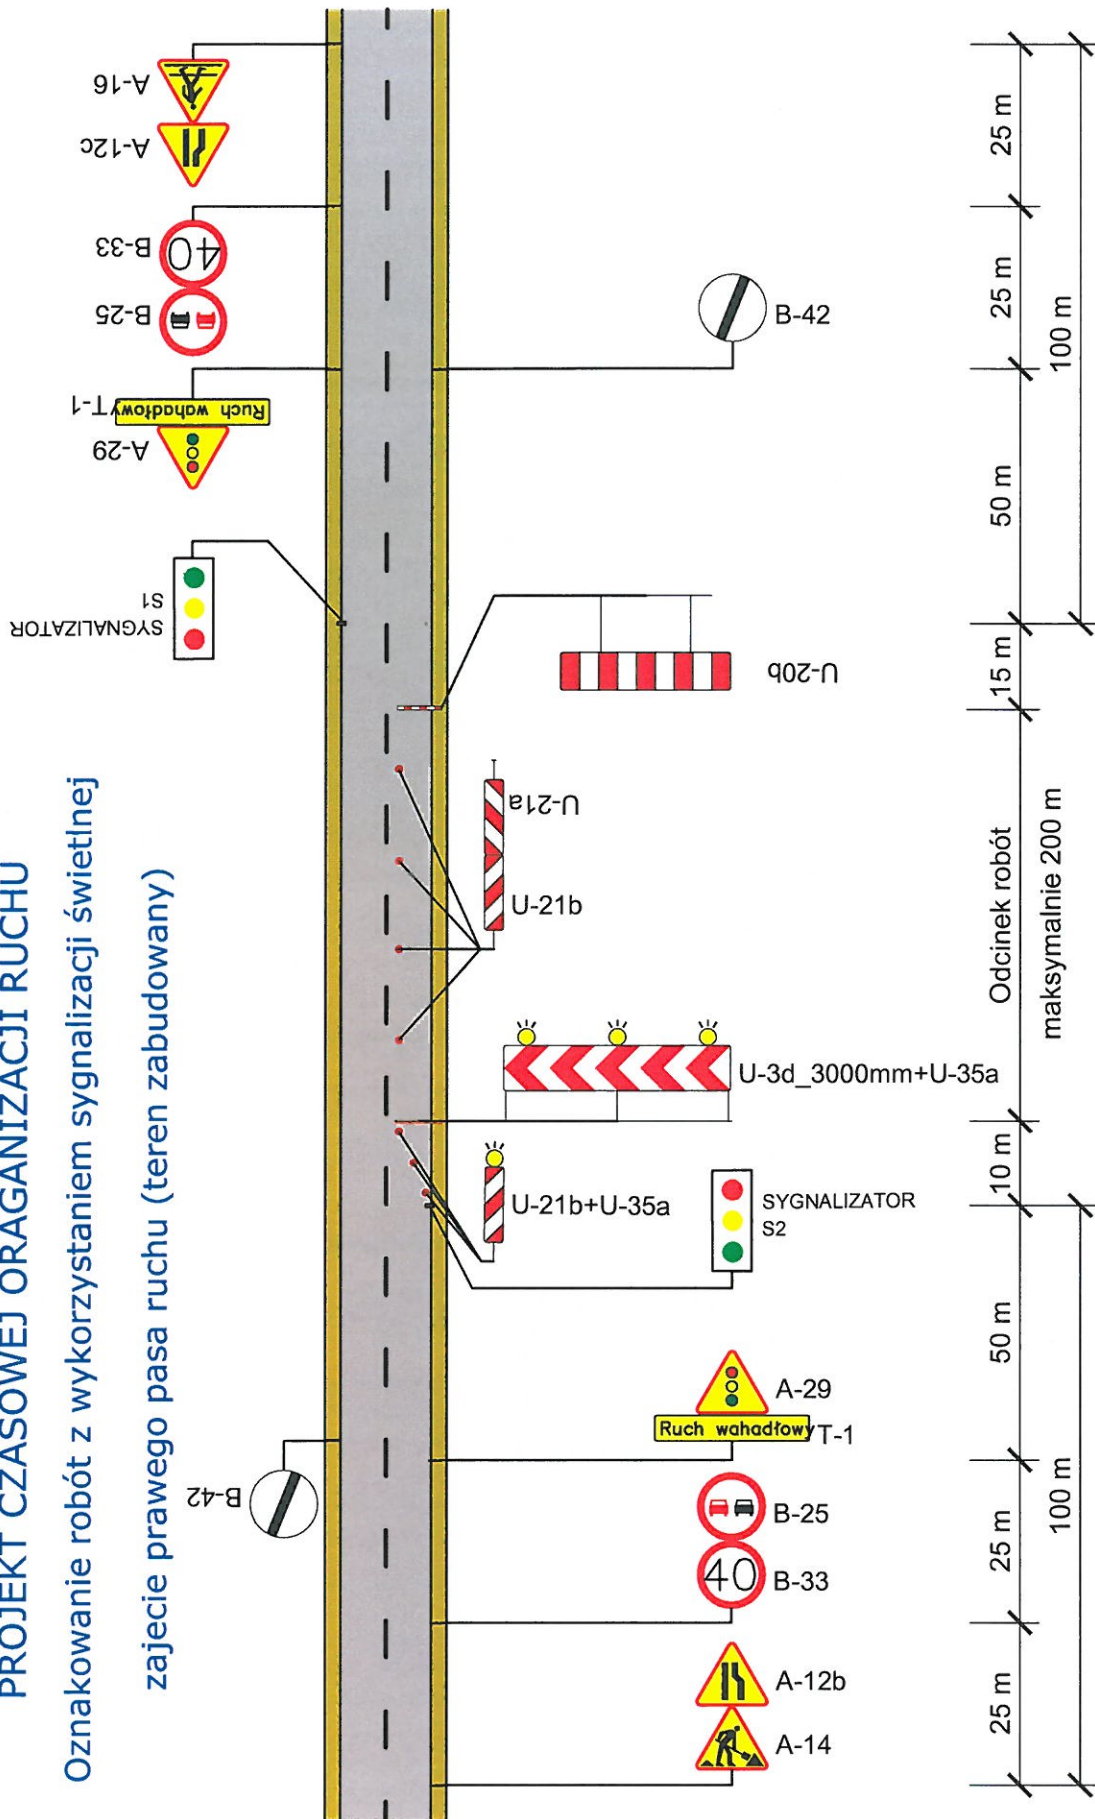 PROJEKT CZASOWEJ ORAGANIZACJI RUCHU
Oznakowanie robót z wykorzystaniem sygnalizacji świetlnej
zajecie prawego pasa ruchu (teren zabudowany)
A-16
A-12c
B-33
40
B-25
Ruch wahadłowy
T-1
A-29
SYGNALIZATOR
S1
B-42
U-20b
U-21a
U-21b
U-3d_3000mm+U-35a
U-21b+U-35a
SYGNALIZATOR
S2
B-42
A-29
Ruch wahadłowy
T-1
B-25
40
B-33
A-12b
A-14
25 m
25 m
50 m
100 m
15 m
Odcinek robót
maksymalnie 200 m
10 m
50 m
25 m
25 m
100 m